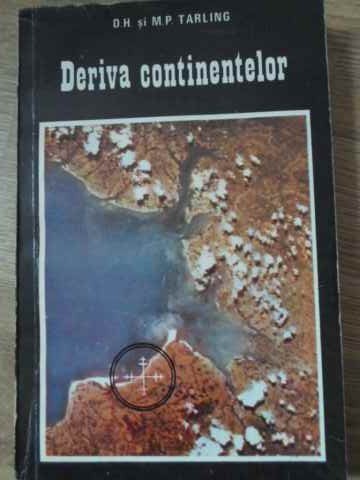 D.H. și M.P. TARLING
Deriva continentelor